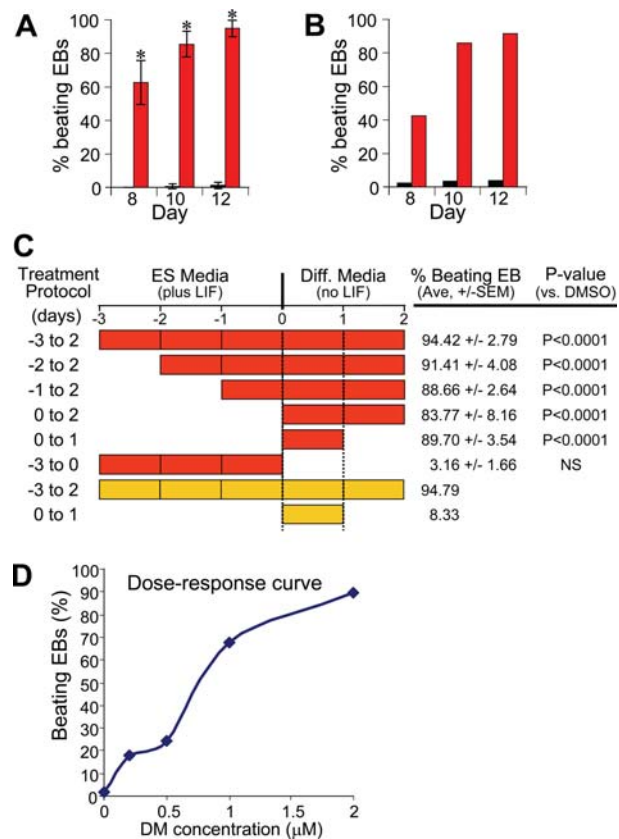 A
% beating EBs
100
80
60
40
20
0
* * *
8 10 12
Day
B
% beating EBs
100
80
60
40
20
0
8 10 12
Day
C
Treatment Protocol (days)
ES Media (plus LIF)
Diff. Media (no LIF)
% Beating EB (Ave, +/-SEM)
P-value (vs. DMSO)
-3 -2 -1 0 1 2
-3 to 2 94.42 +/- 2.79 P<0.0001
-2 to 2 91.41 +/- 4.08 P<0.0001
-1 to 2 88.66 +/- 2.64 P<0.0001
0 to 2 83.77 +/- 8.16 P<0.0001
0 to 1 89.70 +/- 3.54 P<0.0001
-3 to 0 3.16 +/- 1.66 NS
-3 to 2 94.79
0 to 1 8.33
D
Dose-response curve
Beating EBs (%)
100
90
80
70
60
50
40
30
20
10
0
0 0.5 1 1.5 2
DM concentration (μM)